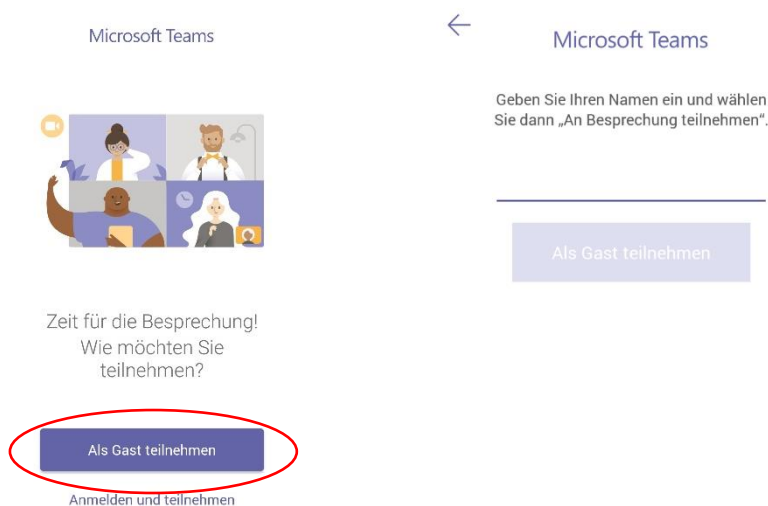 Microsoft Teams
Zeit für die Besprechung!
Wie möchten Sie
teilnehmen?
Als Gast teilnehmen
Anmelden und teilnehmen
Microsoft Teams
Geben Sie Ihren Namen ein und wählen
Sie dann „An Besprechung teilnehmen“.
Als Gast teilnehmen